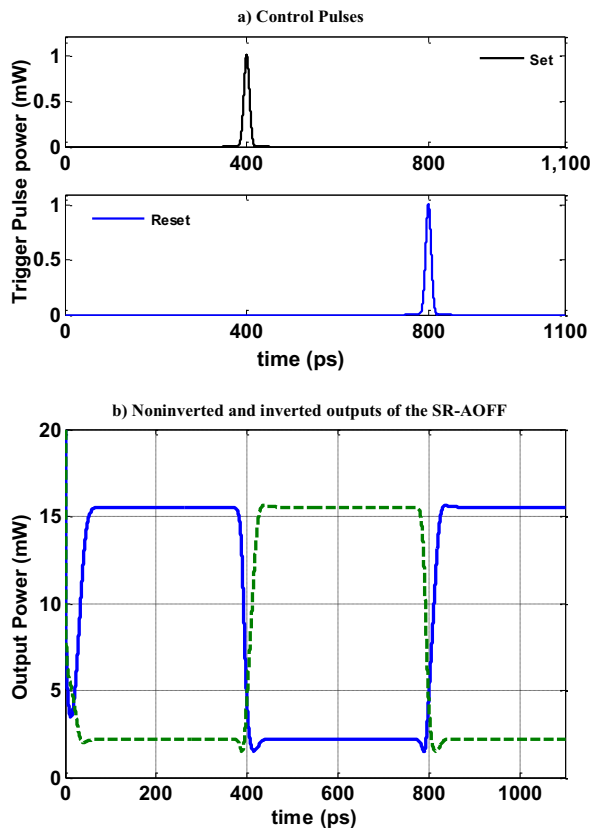 a) Control Pulses
Trigger Pulse power (mW)
1
0.5
0
Set
0 400 800 1,100
1
0.5
0
Reset
0 400 800 1100
time (ps)
b) Noninverted and inverted outputs of the SR-AOFF
Output Power (mW)
20
15
10
5
0
0 200 400 600 800 1000
time (ps)